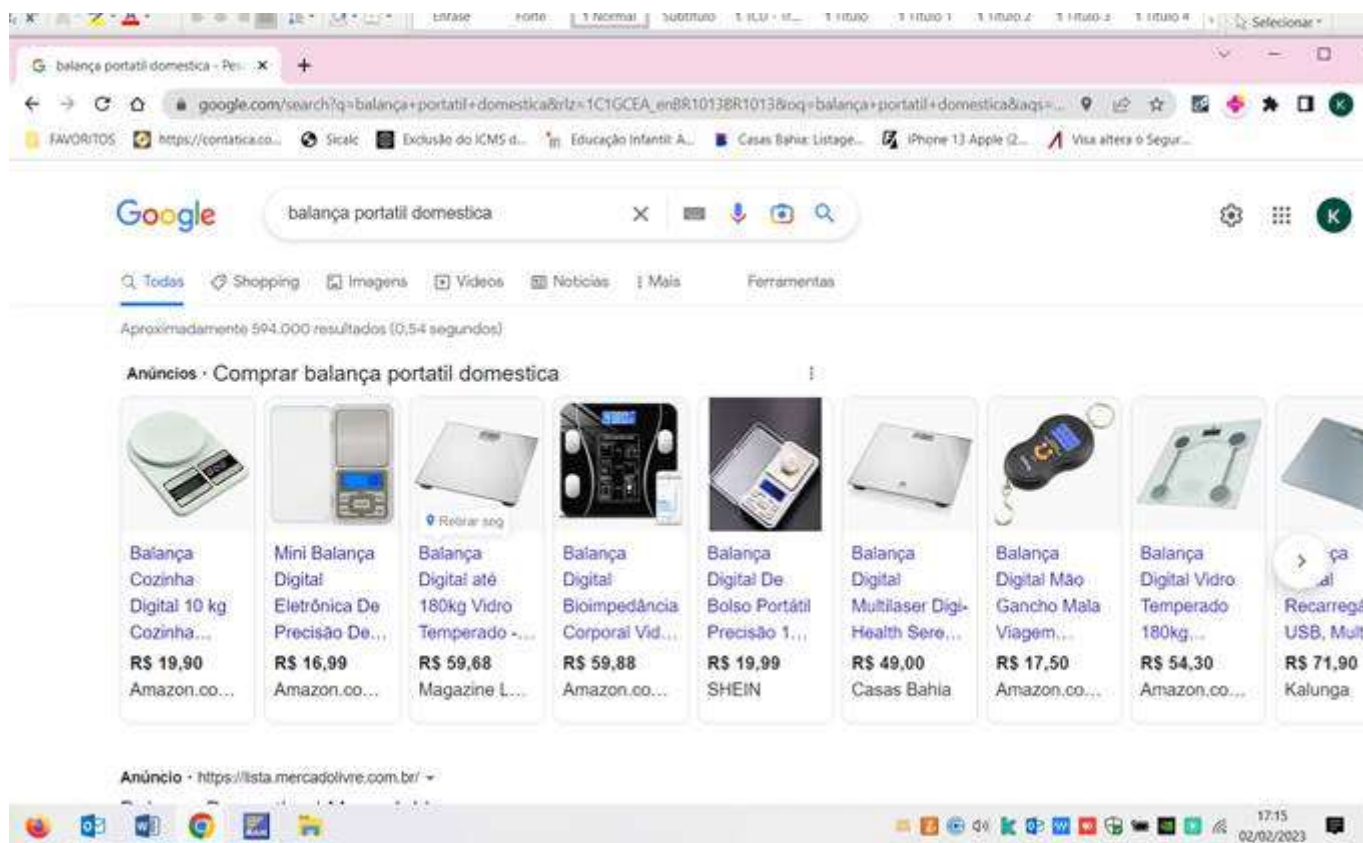 Ênfase Forte 1 Normal Subtítulo Título Título 1 Título 2 Título 3 Título 4 Selecionar
balança portatil domestica - Pes
google.com/search?q=balança+portatil+domestica&rlz=1C1GCEA_enBR1013BR1013&oq=balança+portatil+domestica&aqs=...
FAVORITOS https://contatica.co... Sicalc Exclusão do ICMS d... Educação Infantil: A... Casas Bahia: Listage... iPhone 13 Apple (2... Visa altera o Segur...
Google balança portatil domestica K
Todas Shopping Imagens Vídeos Notícias Mais Ferramentas
Aproximadamente 594.000 resultados (0,54 segundos)
Anúncios · Comprar balança portatil domestica
Retirar seg
Balança
Cozinha
Digital 10 kg
Cozinha...
R$ 19,90
Amazon.co...
Mini Balança
Digital
Eletrônica De
Precisão De...
R$ 16,99
Amazon.co...
Balança
Digital até
180kg Vidro
Temperado -...
R$ 59,68
Magazine L...
Balança
Digital
Bioimpedância
Corporal Vid...
R$ 59,88
Amazon.co...
Balança
Digital De
Bolso Portátil
Precisão 1...
R$ 19,99
SHEIN
Balança
Digital
Multilaser Digi-
Health Sere...
R$ 49,00
Casas Bahia
Balança
Digital Mão
Gancho Mala
Viagem...
R$ 17,50
Amazon.co...
Balança
Digital Vidro
Temperado
180kg...
R$ 54,30
Amazon.co...
ça
al
Recarregá
USB, Mult
R$ 71,90
Kalunga
Anúncio · https://lista.mercadolivre.com.br/
17:15
02/02/2023